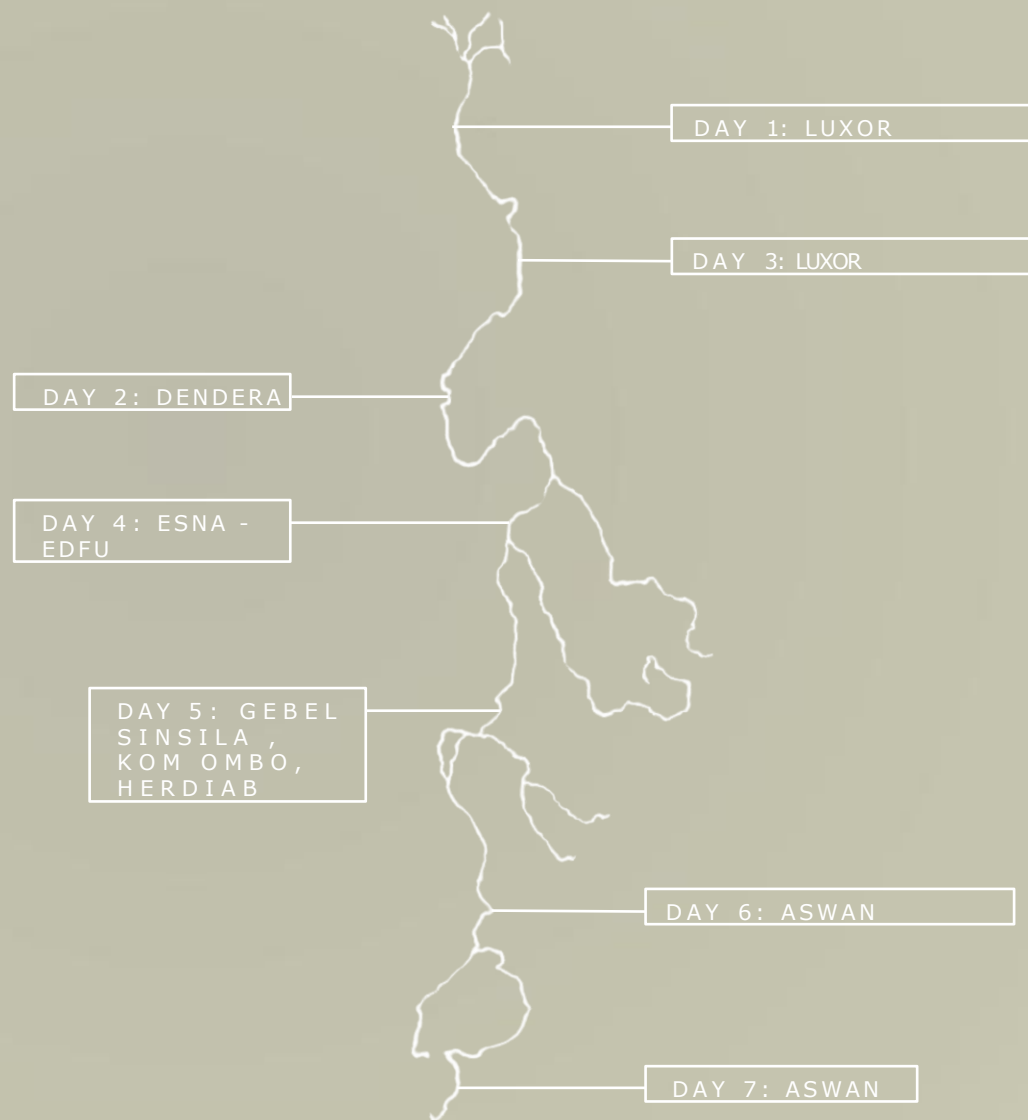 DAY 1: LUXOR
DAY 3: LUXOR
DAY 2: DENDERA
DAY 4: ESNA -
EDFU
DAY 5: GEBEL
SINSILA ,
KOM OMBO,
HERDIAB
DAY 6: ASWAN
DAY 7: ASWAN